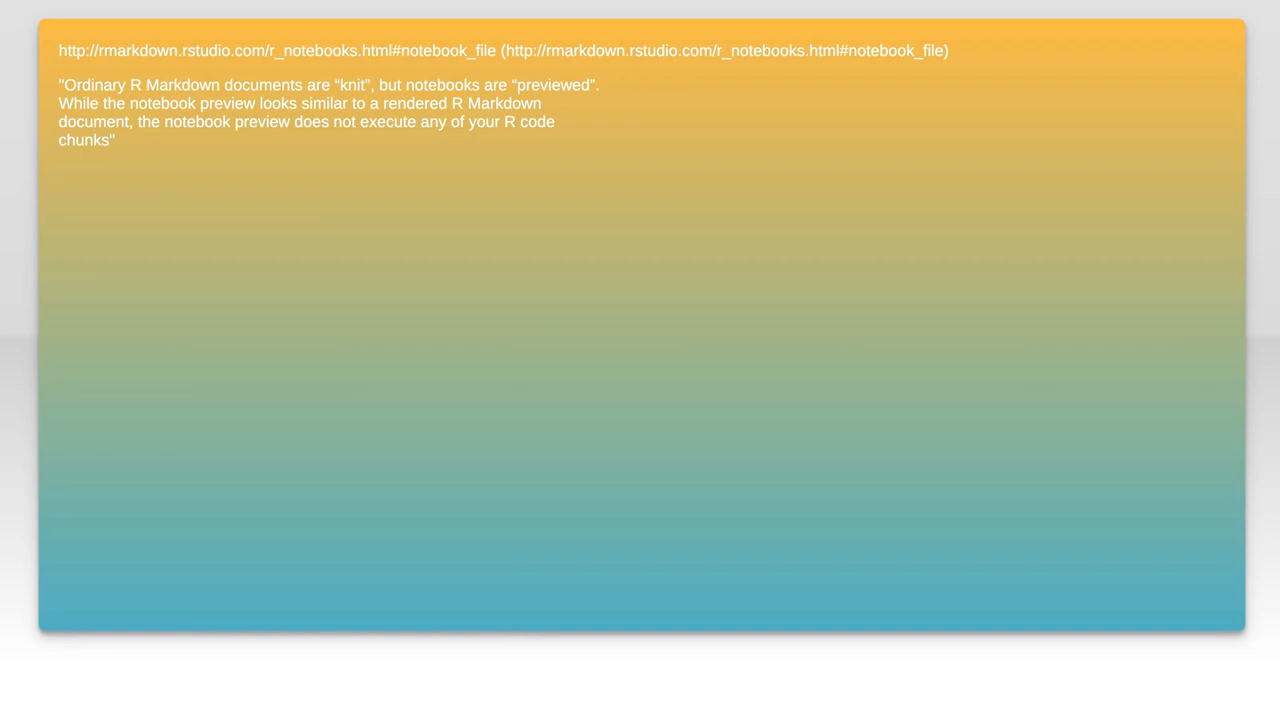 http://rmarkdown.rstudio.com/r_notebooks.html#notebook_file (http://rmarkdown.rstudio.com/r_notebooks.html#notebook_file)
"Ordinary R Markdown documents are “knit”, but notebooks are “previewed”.
While the notebook preview looks similar to a rendered R Markdown
document, the notebook preview does not execute any of your R code
chunks"